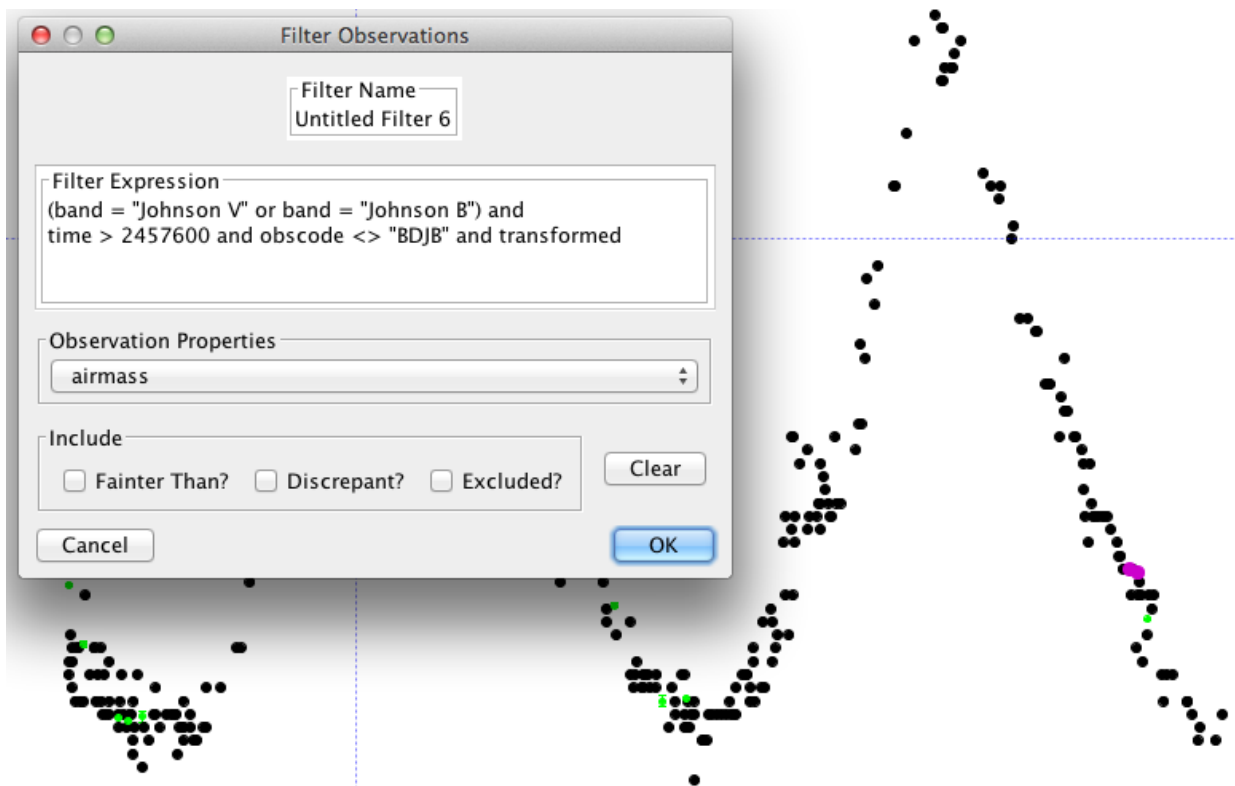 Filter Observations
Filter Name
Untitled Filter 6
Filter Expression
(band = "Johnson V" or band = "Johnson B") and
time > 2457600 and obscode <> "BDJB" and transformed
Observation Properties
airmass
Include
Fainter Than? Discrepant? Excluded?
Clear
Cancel OK